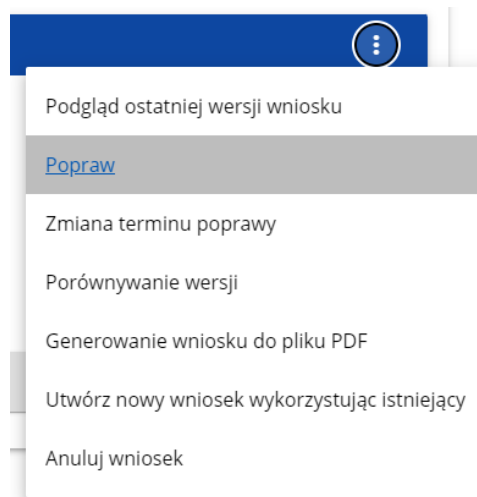 Podgląd ostatniej wersji wniosku
Popraw
Zmiana terminu poprawy
Porównywanie wersji
Generowanie wniosku do pliku PDF
Utwórz nowy wniosek wykorzystując istniejący
Anuluj wniosek